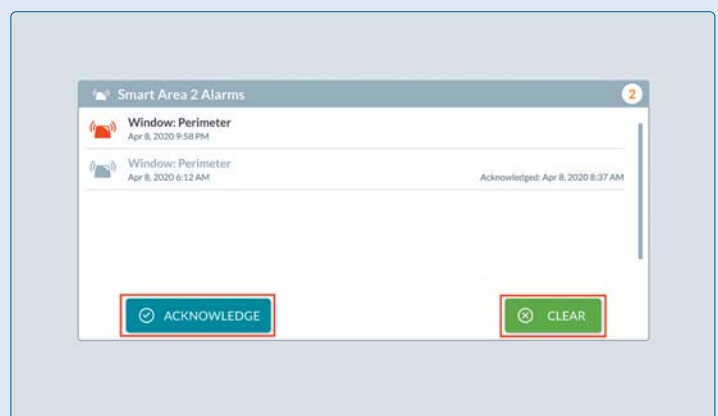 Smart Area 2 Alarms
2
Window: Perimeter
Apr 8, 2020 9:58 PM
Window: Perimeter
Apr 8, 2020 6:12 AM
Acknowledged: Apr 8, 2020 8:37 AM
ACKNOWLEDGE
CLEAR